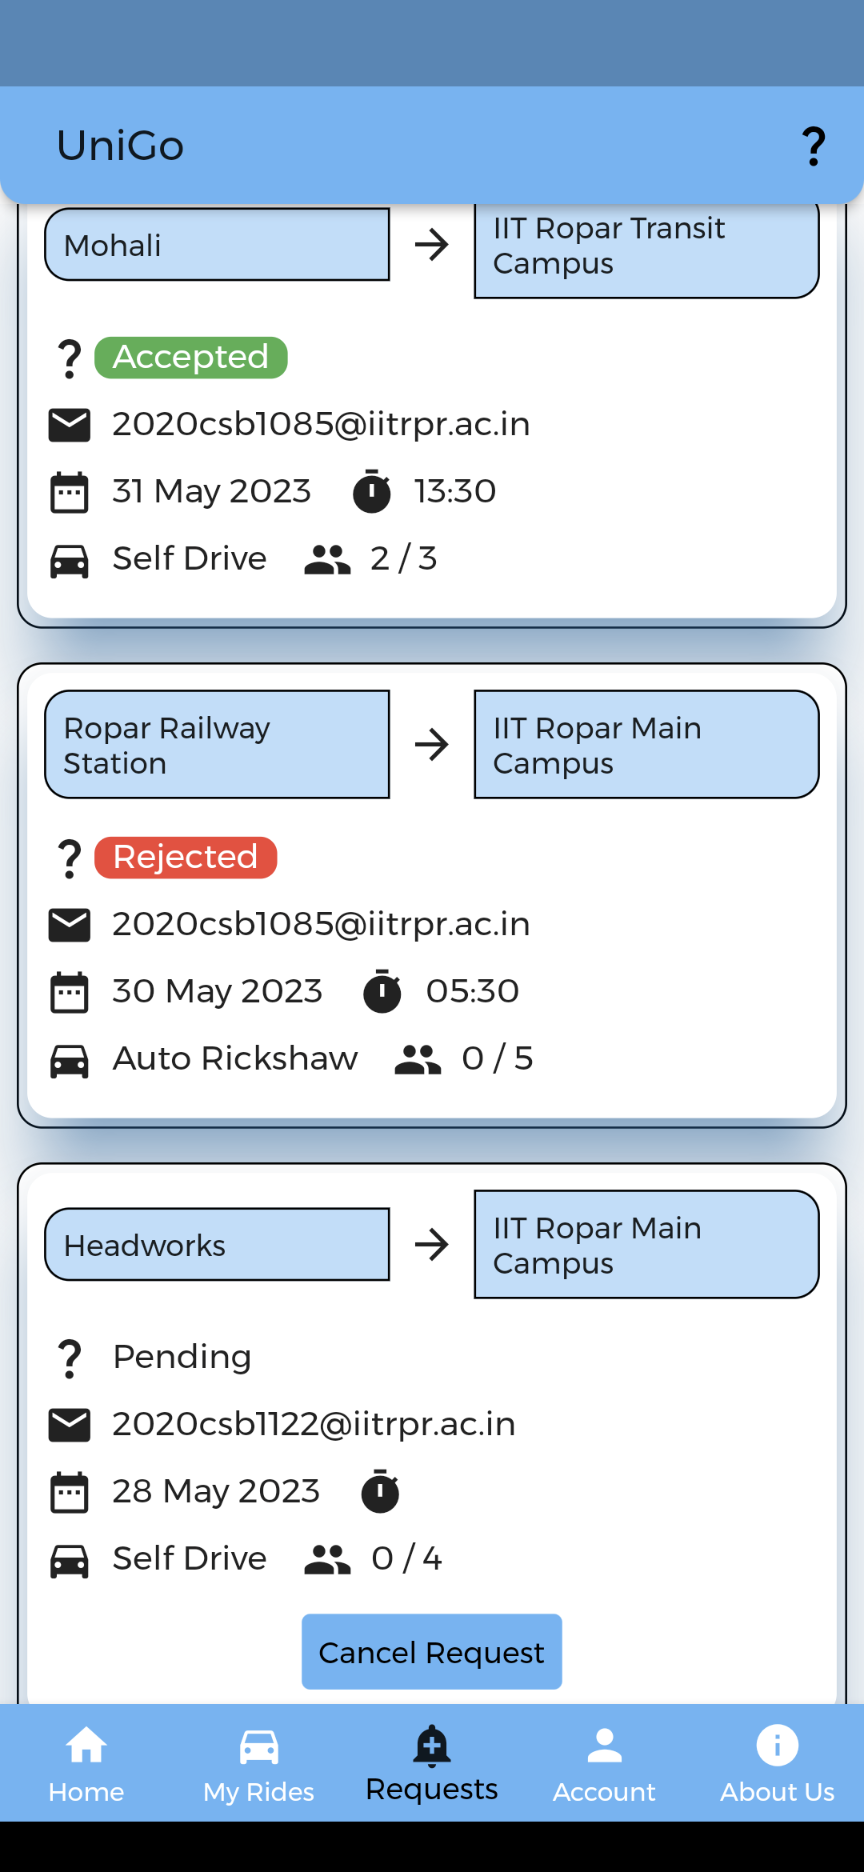 UniGo
?
Mohali
IIT Ropar Transit
Campus
? Accepted
2020csb1085@iitrpr.ac.in
31 May 2023 13:30
Self Drive 2 / 3
Ropar Railway
Station
IIT Ropar Main
Campus
? Rejected
2020csb1085@iitrpr.ac.in
30 May 2023 05:30
Auto Rickshaw 0 / 5
Headworks
IIT Ropar Main
Campus
? Pending
2020csb1122@iitrpr.ac.in
28 May 2023
Self Drive 0 / 4
Cancel Request
Home My Rides Requests Account About Us